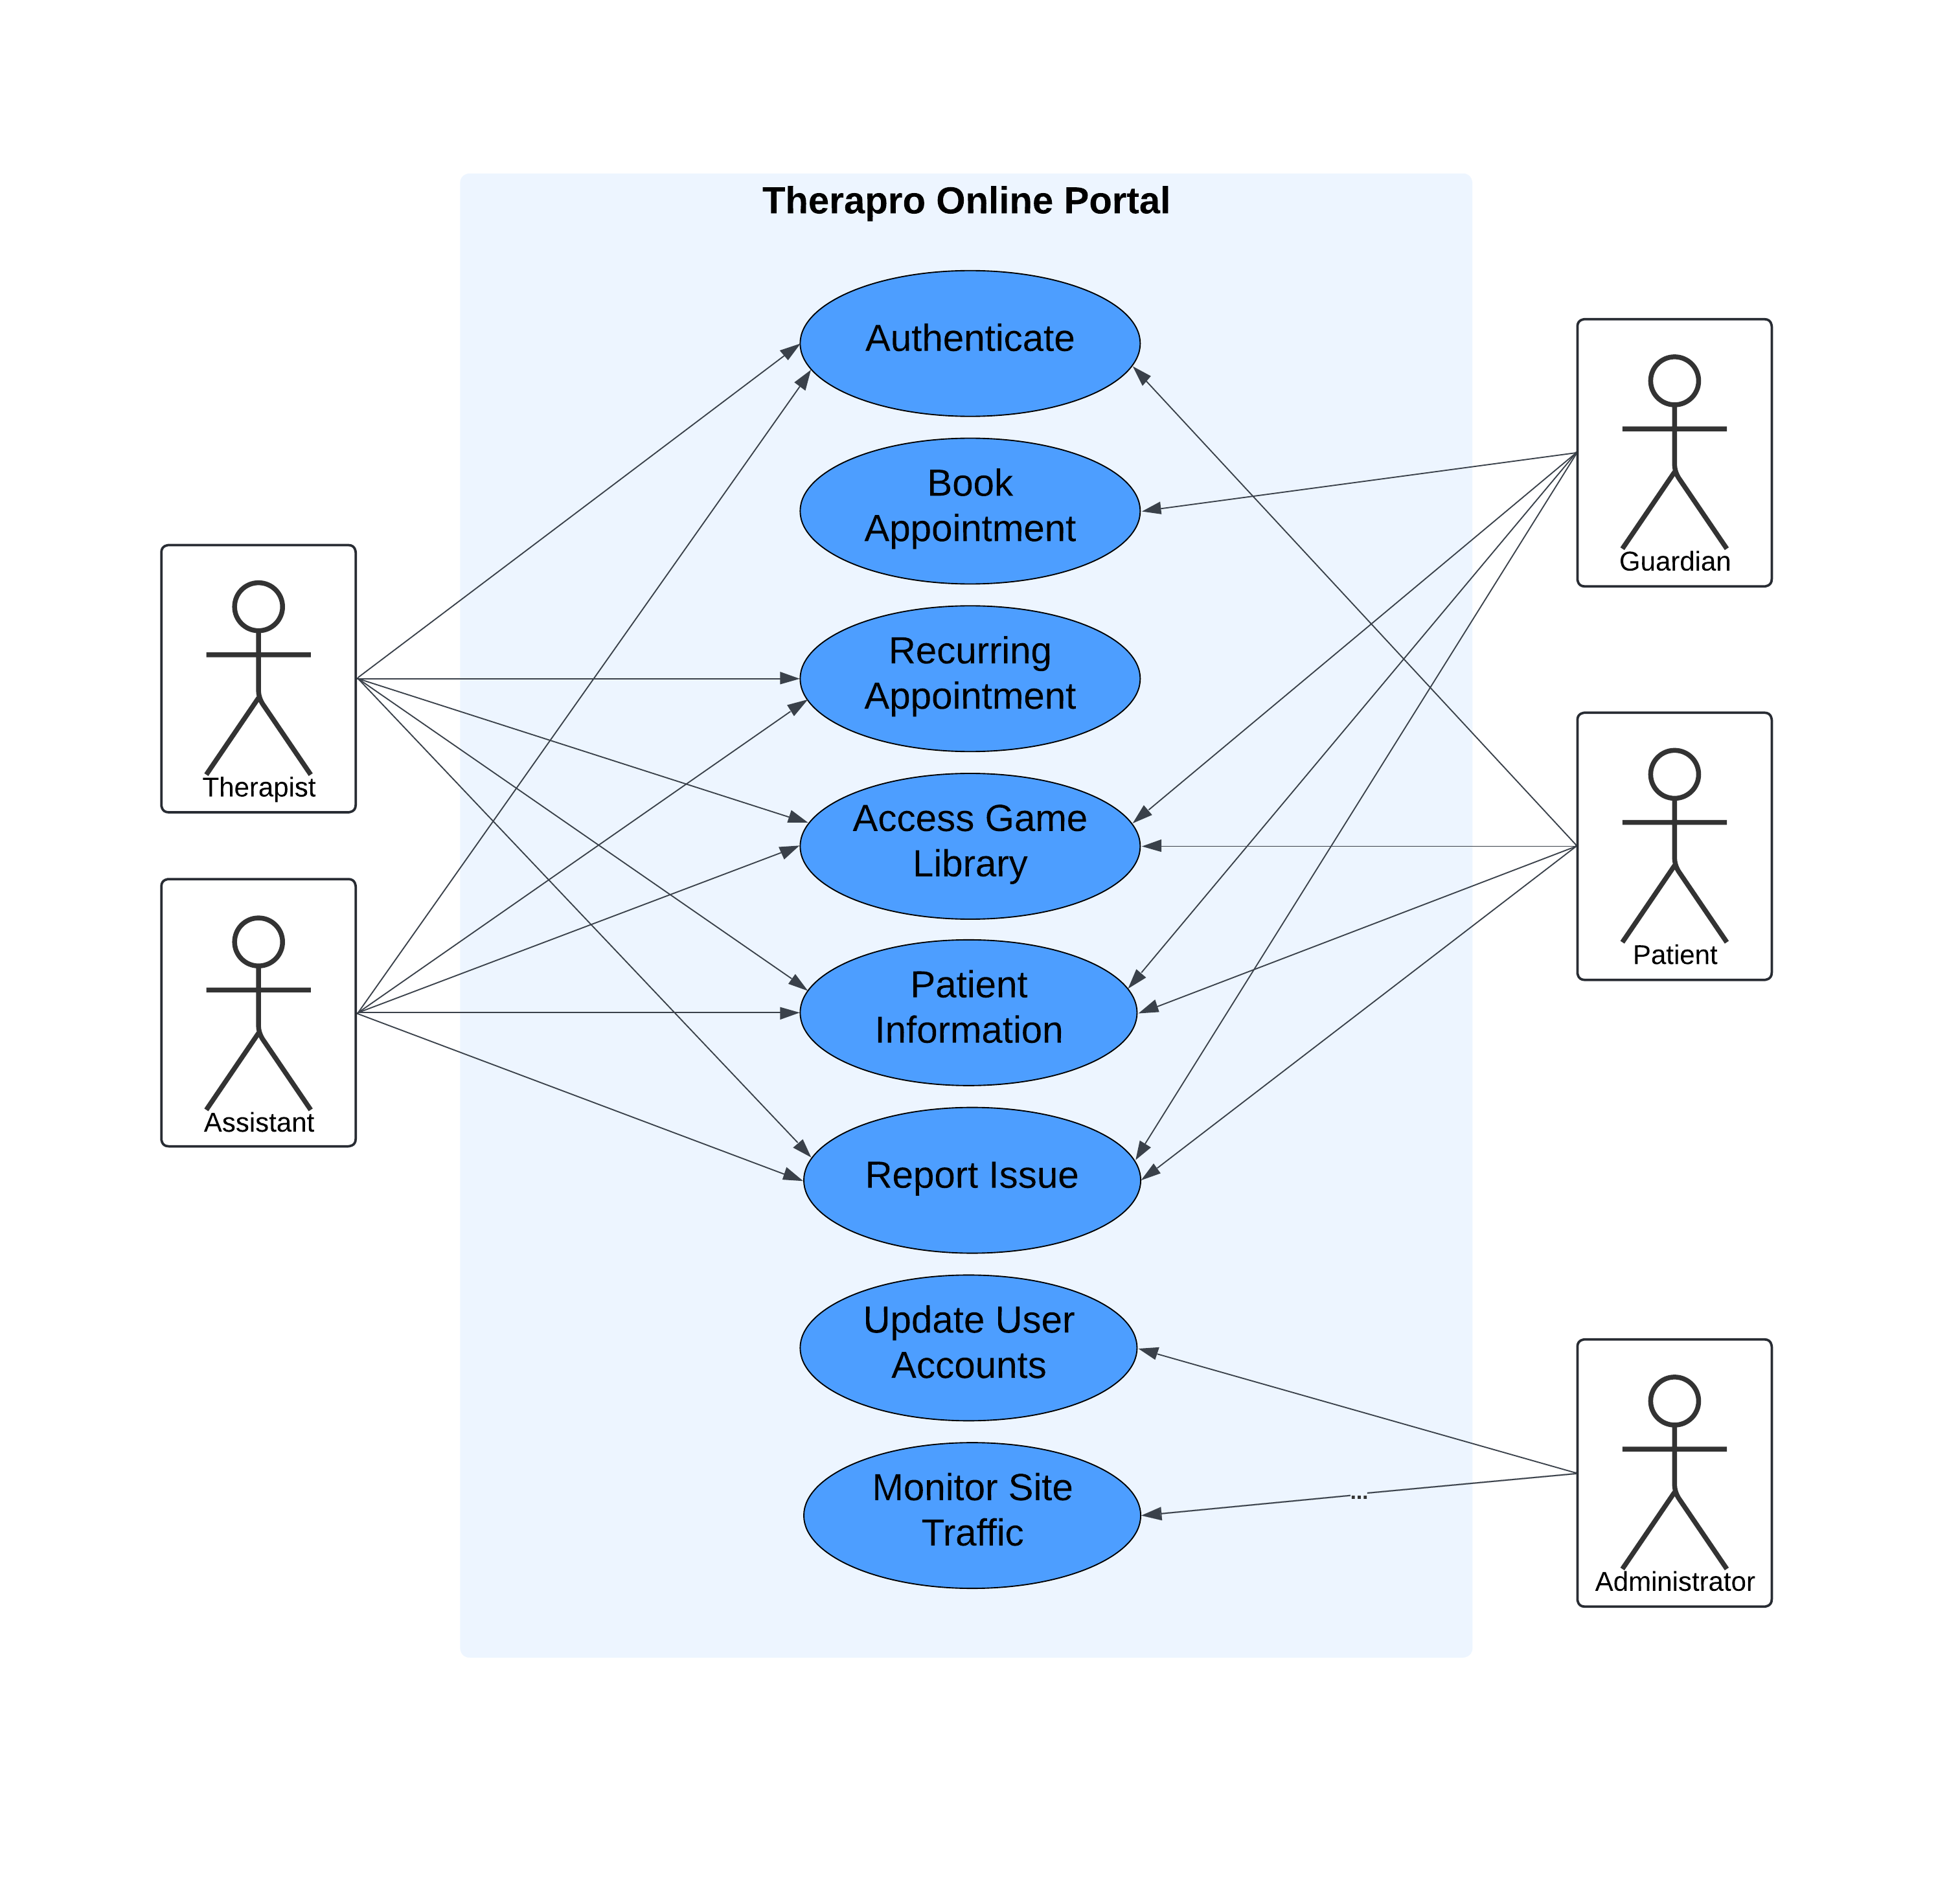 Therapro Online Portal
Authenticate
Book
Appointment
Recurring
Appointment
Access Game
Library
Patient
Information
Report Issue
Update User
Accounts
Monitor Site
Traffic
Therapist
Assistant
Guardian
Patient
Administrator
...